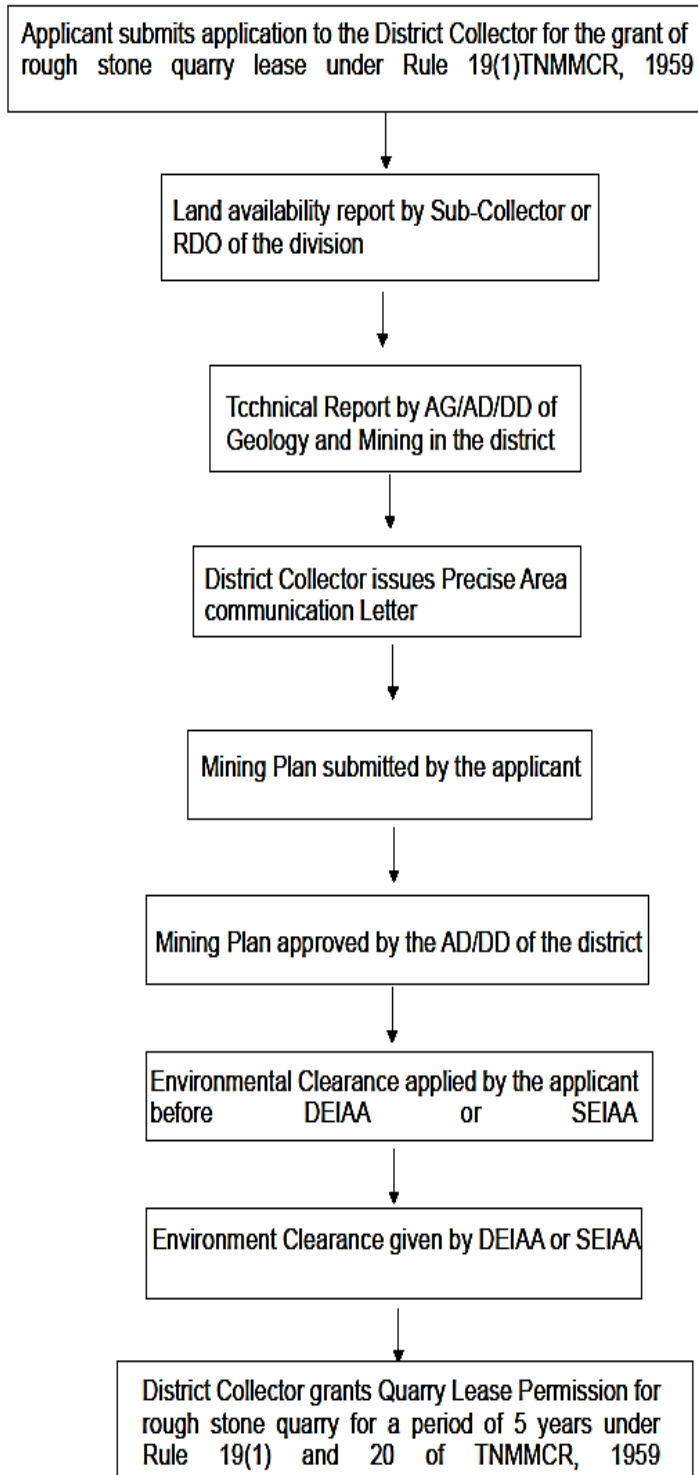 Applicant submits application to the District Collector for the grant of
rough stone quarry lease under Rule 19(1)TNMMCR, 1959
Land availability report by Sub-Collector or
RDO of the division
Tcchnical Report by AG/AD/DD of
Geology and Mining in the district
District Collector issues Precise Area
communication Letter
Mining Plan submitted by the applicant
Mining Plan approved by the AD/DD of the district
Environmental Clearance applied by the applicant
before DEIAA or SEIAA
Environment Clearance given by DEIAA or SEIAA
District Collector grants Quarry Lease Permission for
rough stone quarry for a period of 5 years under
Rule 19(1) and 20 of TNMMCR, 1959